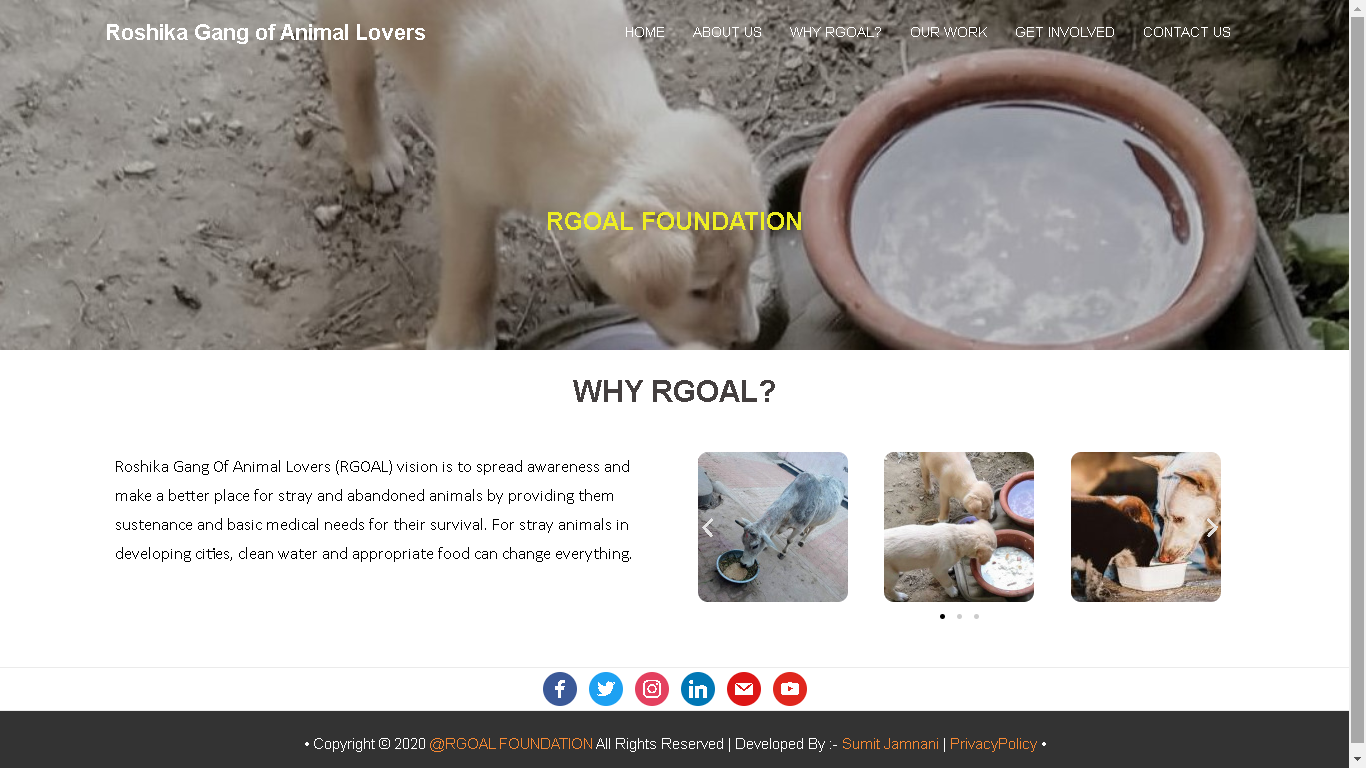 Roshika Gang of Animal Lovers
HOME ABOUT US WHY RGOAL? OUR WORK GET INVOLVED CONTACT US
RGOAL FOUNDATION
WHY RGOAL?
Roshika Gang Of Animal Lovers (RGOAL) vision is to spread awareness and
make a better place for stray and abandoned animals by providing them
sustenance and basic medical needs for their survival. For stray animals in
developing cities, clean water and appropriate food can change everything.
• Copyright © 2020 @RGOAL FOUNDATION All Rights Reserved | Developed By :- Sumit Jamnani | PrivacyPolicy •